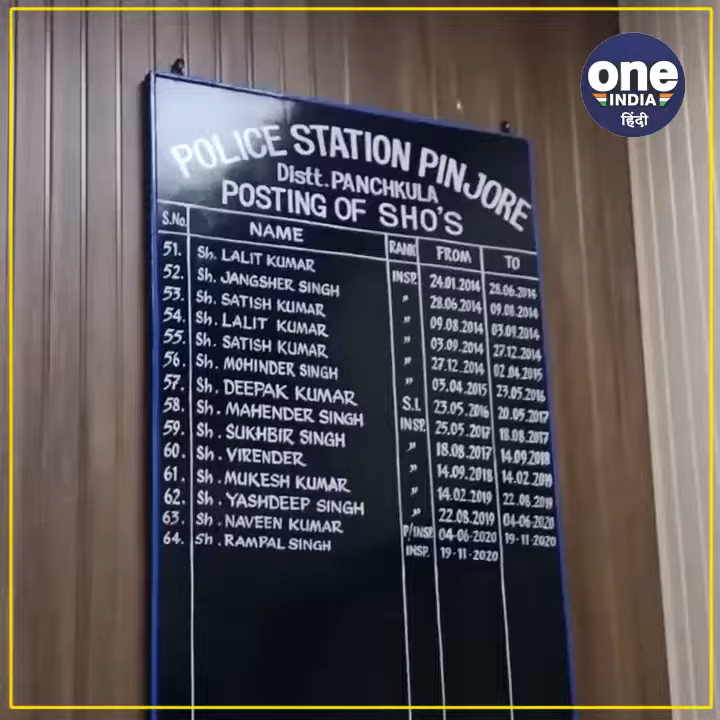 one
INDIA
हिंदी
POLICE STATION PINJORE
Distt. PANCHKULA
POSTING OF SHO'S
S.No. NAME RANK FROM TO
51. Sh. LALIT KUMAR INSP. 24.01.2014 28.06.2014
52. Sh. JANGSHER SINGH " 28.06.2014 09.08.2014
53. Sh. SATISH KUMAR " 09.08.2014 03.09.2014
54. Sh. LALIT KUMAR " 03.09.2014 27.12.2014
55. Sh. SATISH KUMAR " 27.12.2014 02.04.2015
56. Sh. MOHINDER SINGH " 03.04.2015 23.05.2016
57. Sh. DEEPAK KUMAR S.I. 23.05.2016 20.05.2017
58. Sh. MAHENDER SINGH INSP. 25.05.2017 18.08.2017
59. Sh. SUKHBIR SINGH " 18.08.2017 14.09.2018
60. Sh. VIRENDER " 14.09.2018 14.02.2019
61. Sh. MUKESH KUMAR " 14.02.2019 22.08.2019
62. Sh. YASHDEEP SINGH " 22.08.2019 04-06-2020
63. Sh. NAVEEN KUMAR P/INSP. 04-06-2020 19-11-2020
64. Sh. RAMPAL SINGH INSP. 19-11-2020